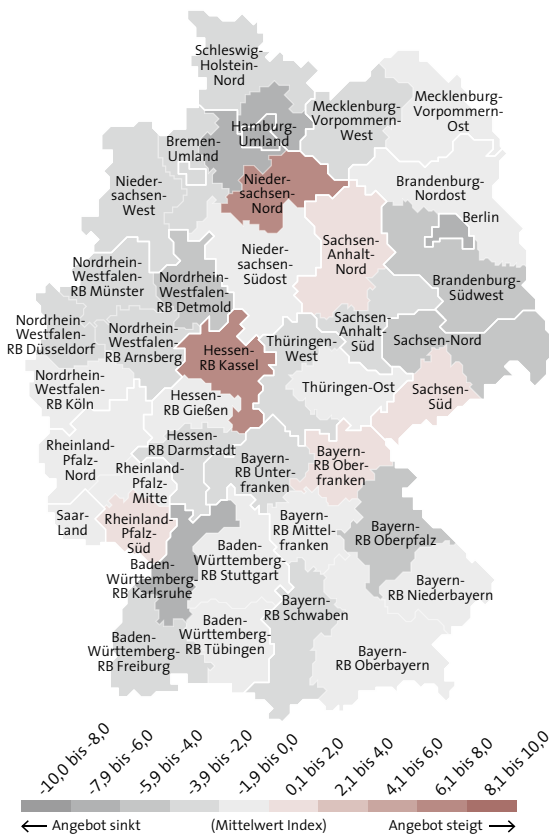 Schleswig-
Holstein-
Nord
Mecklenburg-
Vorpommern-
Ost
Mecklenburg-
Vorpommern-
West
Hamburg-
Umland
Bremen-
Umland
Nieder-
sachsen-
West
Nieder-
sachsen-
Nord
Brandenburg-
Nordost
Berlin
Sachsen-
Anhalt-
Nord
Nieder-
sachsen-
Südost
Nordrhein-
Westfalen-
RB Münster
Nordrhein-
Westfalen-
RB Detmold
Brandenburg-
Südwest
Nordrhein-
Westfalen-
RB Düsseldorf
Nordrhein-
Westfalen-
RB Arnsberg
Hessen-
RB Kassel
Thüringen-
West
Sachsen-
Anhalt-
Süd
Sachsen-Nord
Nordrhein-
Westfalen-
RB Köln
Hessen-
RB Gießen
Thüringen-Ost
Sachsen-
Süd
Rheinland-
Pfalz-
Nord
Hessen-
RB Darmstadt
Rheinland-
Pfalz-
Mitte
Bayern-
RB Unter-
franken
Bayern-
RB Ober-
franken
Saar-
Land
Rheinland-
Pfalz-
Süd
Bayern-
RB Mittel-
franken
Bayern-
RB Oberpfalz
Baden-
Württemberg-
RB Stuttgart
Baden-
Württemberg-
RB Karlsruhe
Bayern-
RB Niederbayern
Bayern-
RB Schwaben
Baden-
Württemberg-
RB Tübingen
Baden-
Württemberg-
RB Freiburg
Bayern-
RB Oberbayern
-10,0 bis -8,0
-7,9 bis -6,0
-5,9 bis -4,0
-3,9 bis -2,0
-1,9 bis 0,0
0,1 bis 2,0
2,1 bis 4,0
4,1 bis 6,0
6,1 bis 8,0
8,1 bis 10,0
← Angebot sinkt (Mittelwert Index) Angebot steigt →